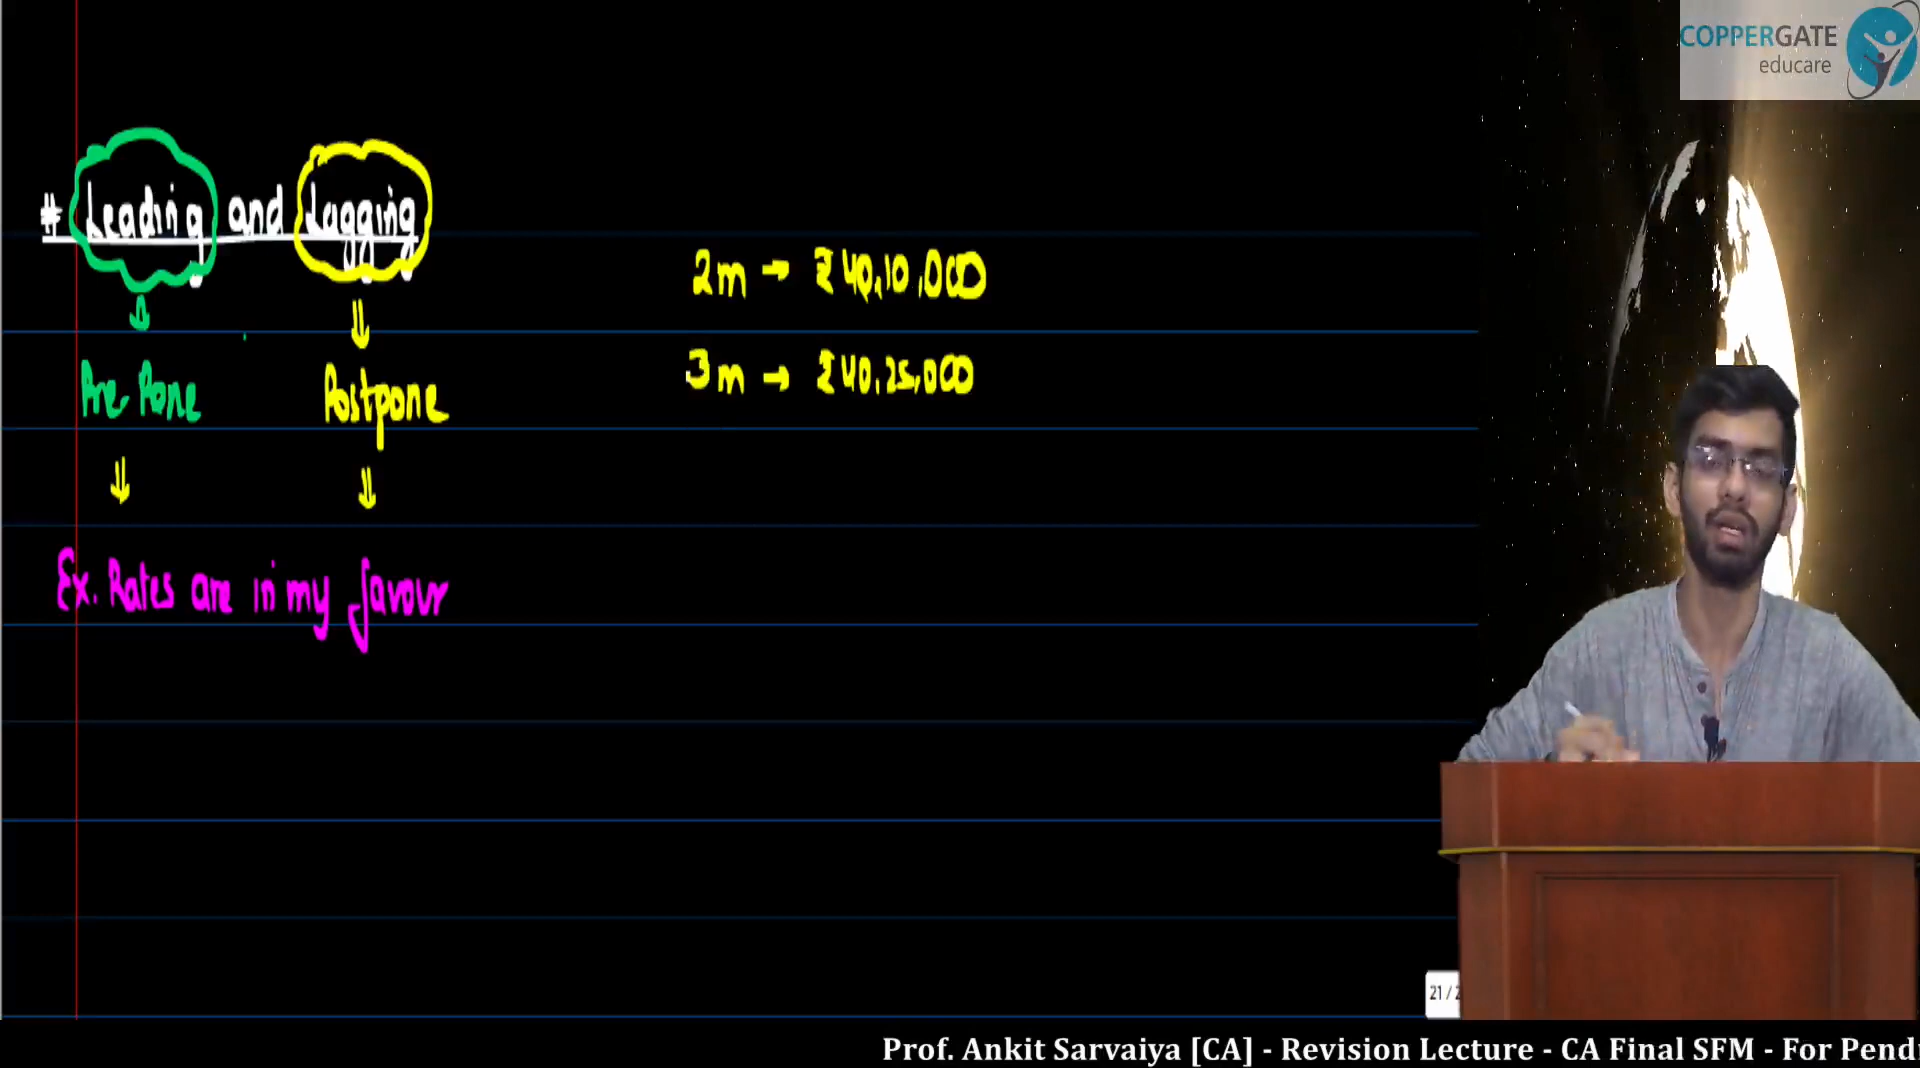 COPPERGATE
educare
# Leading and Lagging
Pre Pone
Postpone
Ex. Rates are in my favour
2m → ₹ 40,10,000
3m → ₹ 40,25,000
21 / 2
Prof. Ankit Sarvaiya [CA] - Revision Lecture - CA Final SFM - For Pend